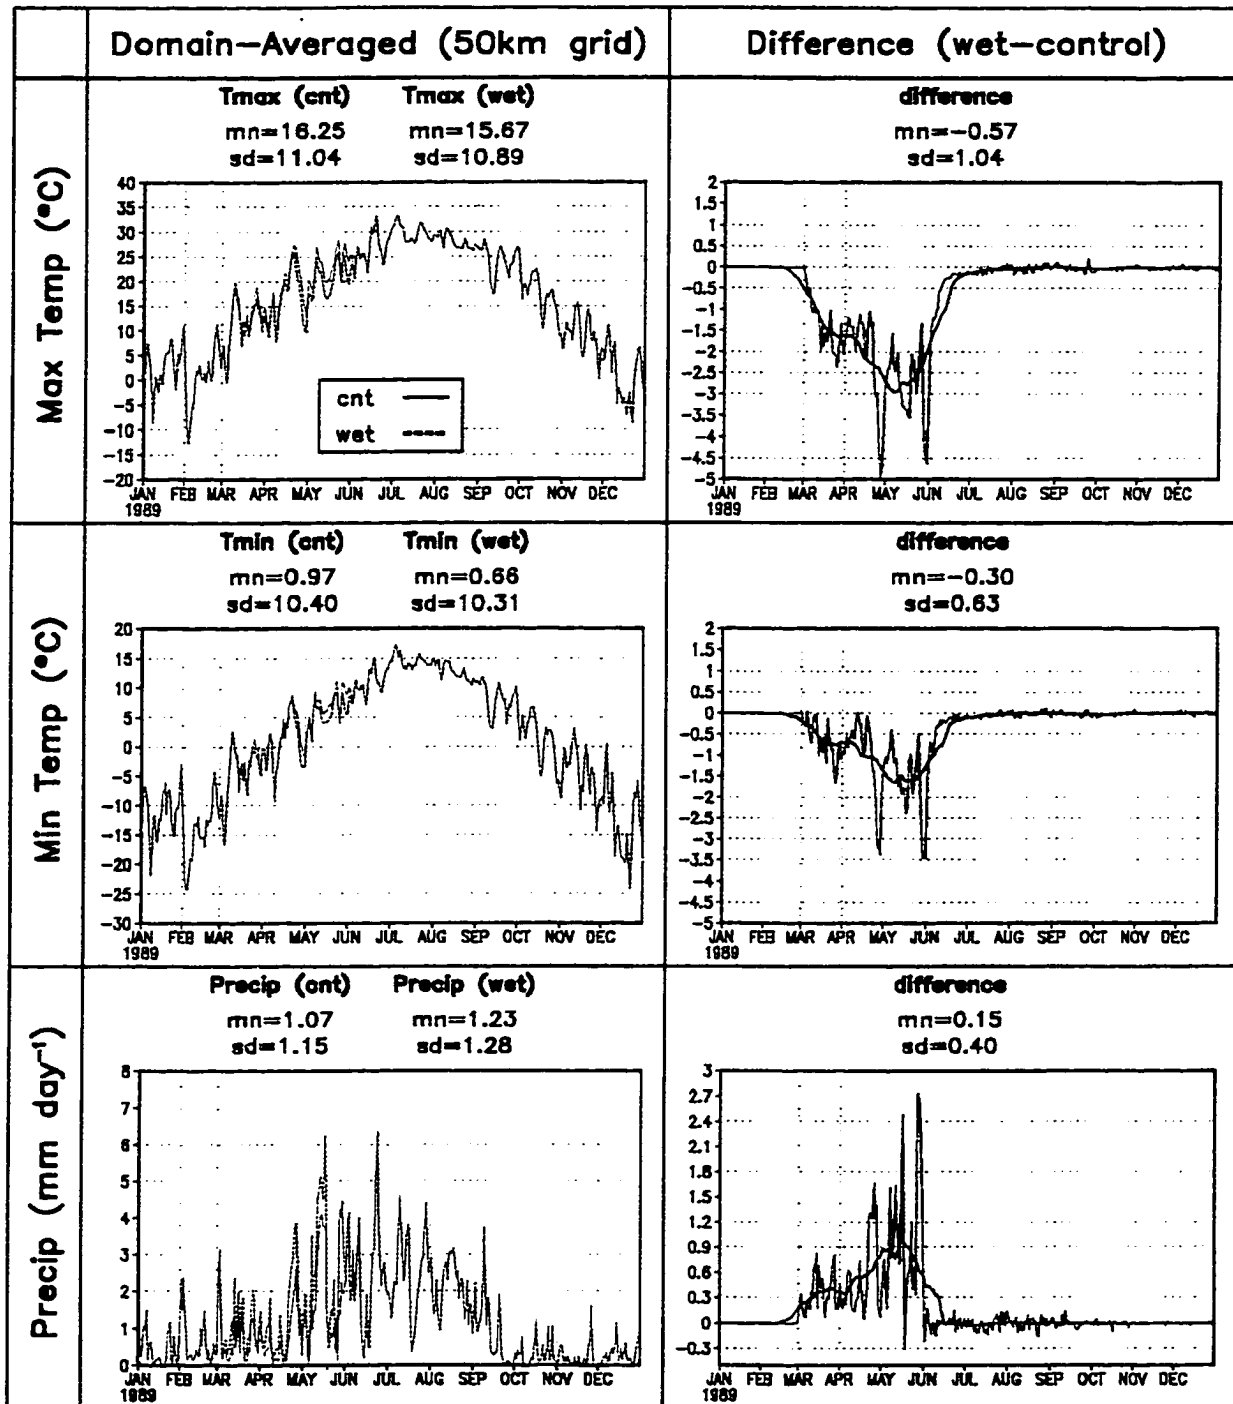 Domain-Averaged (50km grid)
Difference (wet-control)
Max Temp (°C)
Tmax (cnt) Tmax (wet)
mn=16.25 mn=15.67
sd=11.04 sd=10.89
40
35
30
25
20
15
10
5
0
-5
-10
-15
-20
cnt
wet
JAN FEB MAR APR MAY JUN JUL AUG SEP OCT NOV DEC
1989
difference
mn=-0.57
sd=1.04
2
1.5
1
0.5
0
-0.5
-1
-1.5
-2
-2.5
-3
-3.5
-4
-4.5
-5
JAN FEB MAR APR MAY JUN JUL AUG SEP OCT NOV DEC
1989
Min Temp (°C)
Tmin (cnt) Tmin (wet)
mn=0.97 mn=0.66
sd=10.40 sd=10.31
20
15
10
5
0
-5
-10
-15
-20
-25
-30
JAN FEB MAR APR MAY JUN JUL AUG SEP OCT NOV DEC
1989
difference
mn=-0.30
sd=0.63
2
1.5
1
0.5
0
-0.5
-1
-1.5
-2
-2.5
-3
-3.5
-4
-4.5
-5
JAN FEB MAR APR MAY JUN JUL AUG SEP OCT NOV DEC
1989
Precip (mm day⁻¹)
Precip (cnt) Precip (wet)
mn=1.07 mn=1.23
sd=1.15 sd=1.28
8
7
6
5
4
3
2
1
0
JAN FEB MAR APR MAY JUN JUL AUG SEP OCT NOV DEC
1989
difference
mn=0.15
sd=0.40
3
2.7
2.4
2.1
1.8
1.5
1.2
0.9
0.6
0.3
0
-0.3
JAN FEB MAR APR MAY JUN JUL AUG SEP OCT NOV DEC
1989